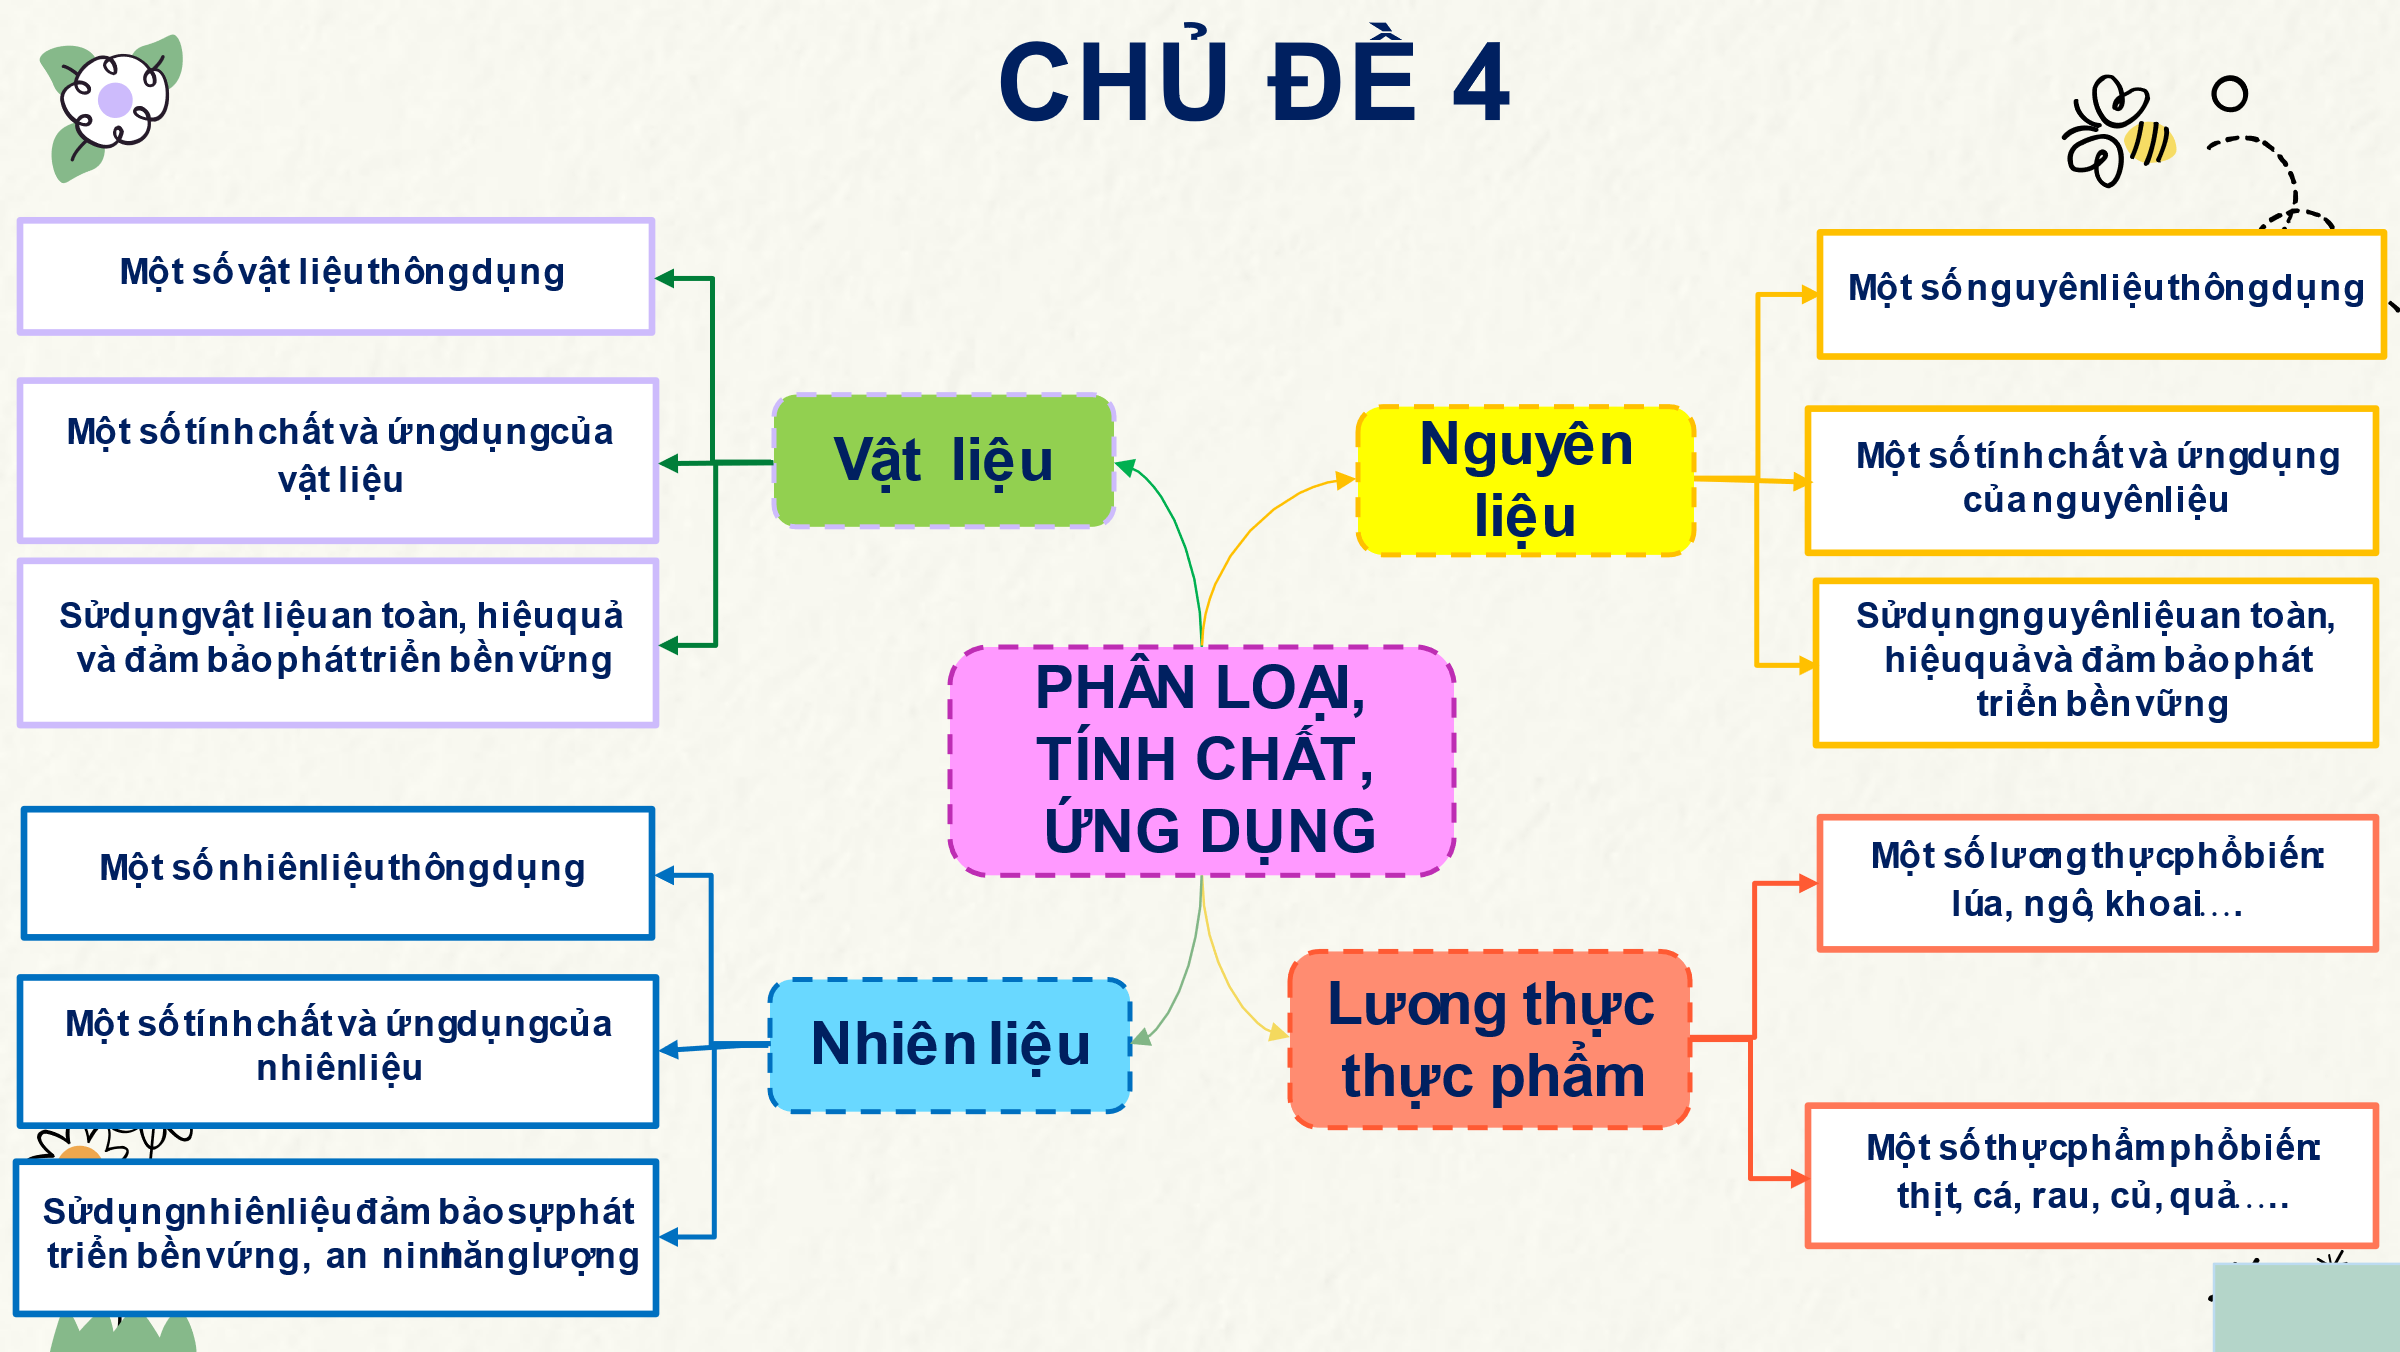 CHỦ ĐỀ 4
Một số vật liệu thông dụng
Một số tính chất và ứng dụng của
vật liệu
Sử dụng vật liệu an toàn, hiệu quả
và đảm bảo phát triển bền vững
Vật liệu
Nguyên
liệu
Một số nguyên liệu thông dụng
Một số tính chất và ứng dụng
của nguyên liệu
Sử dụng nguyên liệu an toàn,
hiệu quả và đảm bảo phát
triển bền vững
PHÂN LOẠI,
TÍNH CHẤT,
ỨNG DỤNG
Một số nhiên liệu thông dụng
Một số tính chất và ứng dụng của
nhiên liệu
Sử dụng nhiên liệu đảm bảo sự phát
triển bền vứng, an ninh năng lượng
Nhiên liệu
Lương thực
thực phẩm
Một số lương thực phổ biến:
lúa, ngô, khoai….
Một số thực phẩm phổ biến:
thịt, cá, rau, củ, quả…..